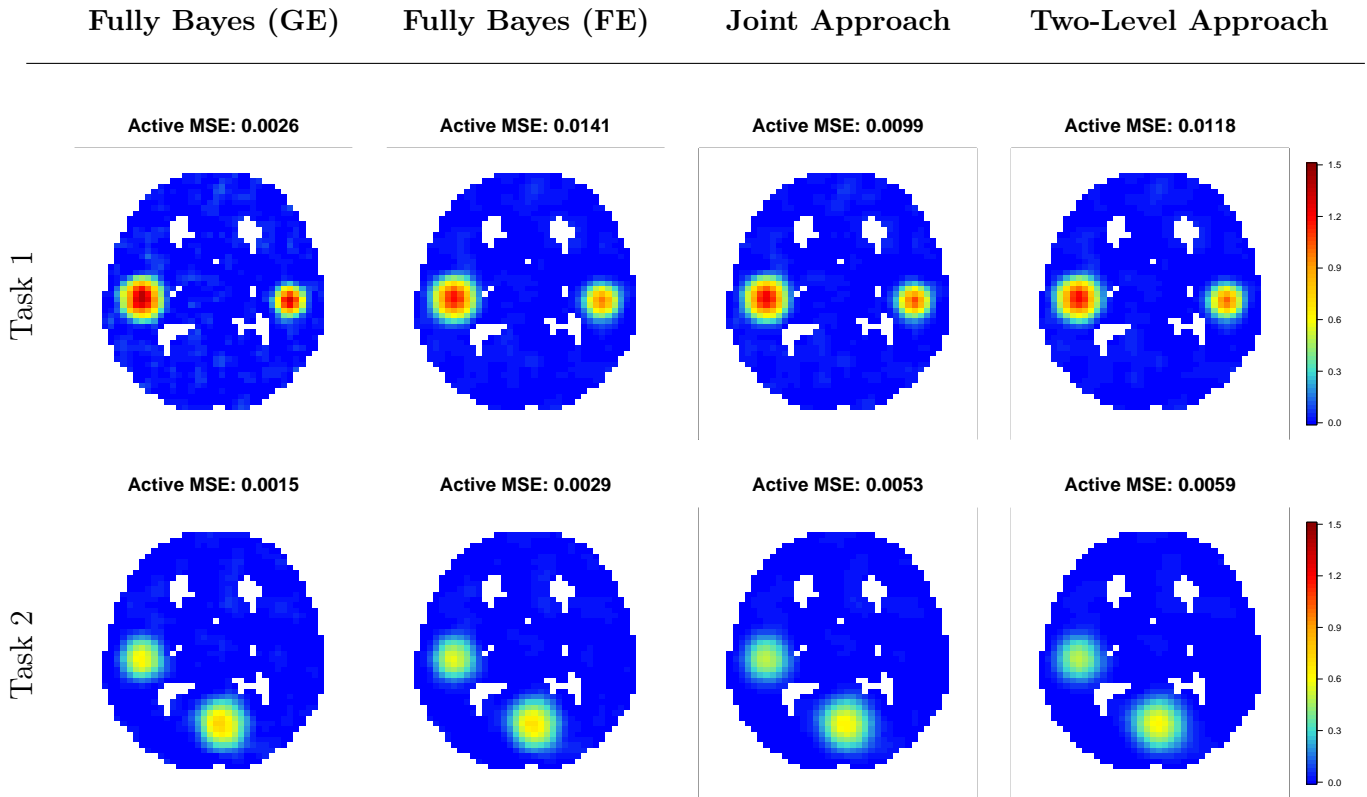 Fully Bayes (GE) Fully Bayes (FE) Joint Approach Two-Level Approach
Active MSE: 0.0026 Active MSE: 0.0141 Active MSE: 0.0099 Active MSE: 0.0118
Task 1
1.5
1.2
0.9
0.6
0.3
0.0
Active MSE: 0.0015 Active MSE: 0.0029 Active MSE: 0.0053 Active MSE: 0.0059
Task 2
1.5
1.2
0.9
0.6
0.3
0.0